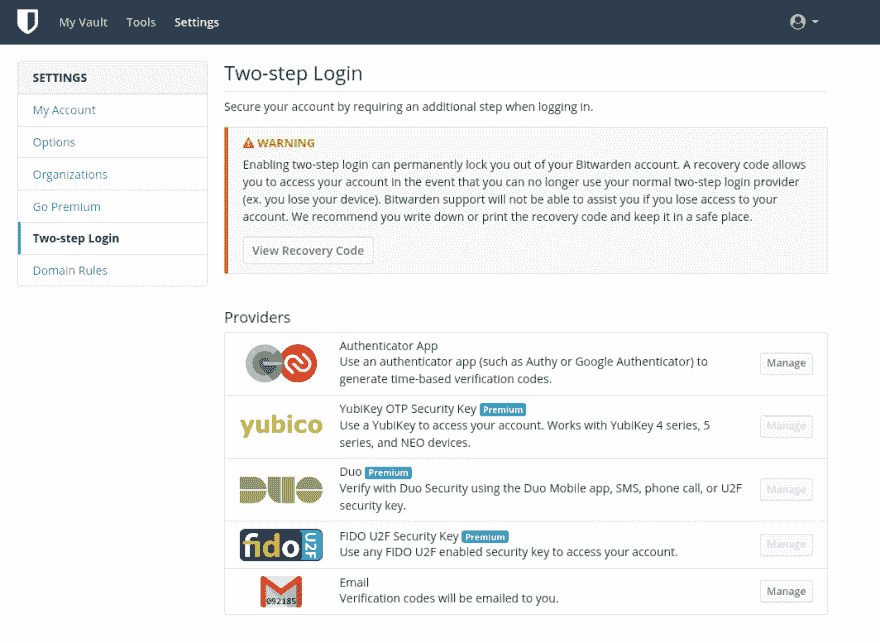 My Vault Tools Settings
SETTINGS
My Account
Options
Organizations
Go Premium
Two-step Login
Domain Rules
Two-step Login
Secure your account by requiring an additional step when logging in.
WARNING
Enabling two-step login can permanently lock you out of your Bitwarden account. A recovery code allows
you to access your account in the event that you can no longer use your normal two-step login provider
(ex. you lose your device). Bitwarden support will not be able to assist you if you lose access to your
account. We recommend you write down or print the recovery code and keep it in a safe place.
View Recovery Code
Providers
Authenticator App
Use an authenticator app (such as Authy or Google Authenticator) to
generate time-based verification codes.
Manage
yubico
YubiKey OTP Security Key Premium
Use a YubiKey to access your account. Works with YubiKey 4 series, 5
series, and NEO devices.
Manage
DUO
Duo Premium
Verify with Duo Security using the Duo Mobile app, SMS, phone call, or U2F
security key.
Manage
fido U2F
FIDO U2F Security Key Premium
Use any FIDO U2F enabled security key to access your account.
Manage
092185
Email
Verification codes will be emailed to you.
Manage